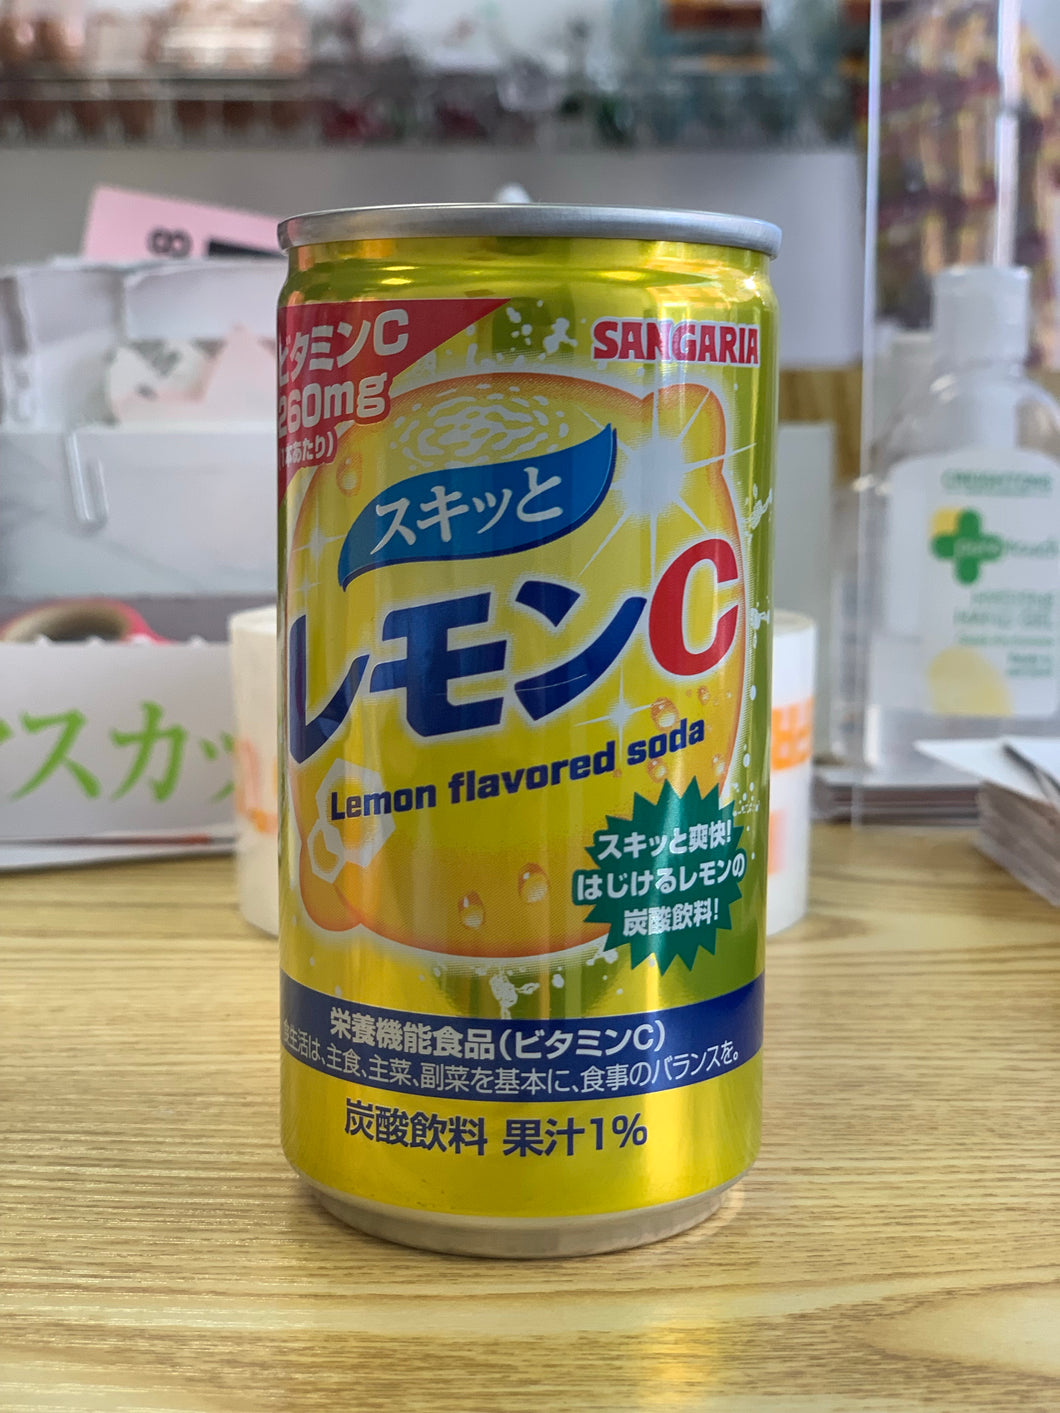 ビタミンC
260mg
(1本あたり)
SANGARIA
スキッと
レモンC
Lemon flavored soda
スキッと爽快!
はじけるレモンの
炭酸飲料!
栄養機能食品(ビタミンC)
食生活は、主食、主菜、副菜を基本に、食事のバランスを。
炭酸飲料 果汁1%
8
スカッ